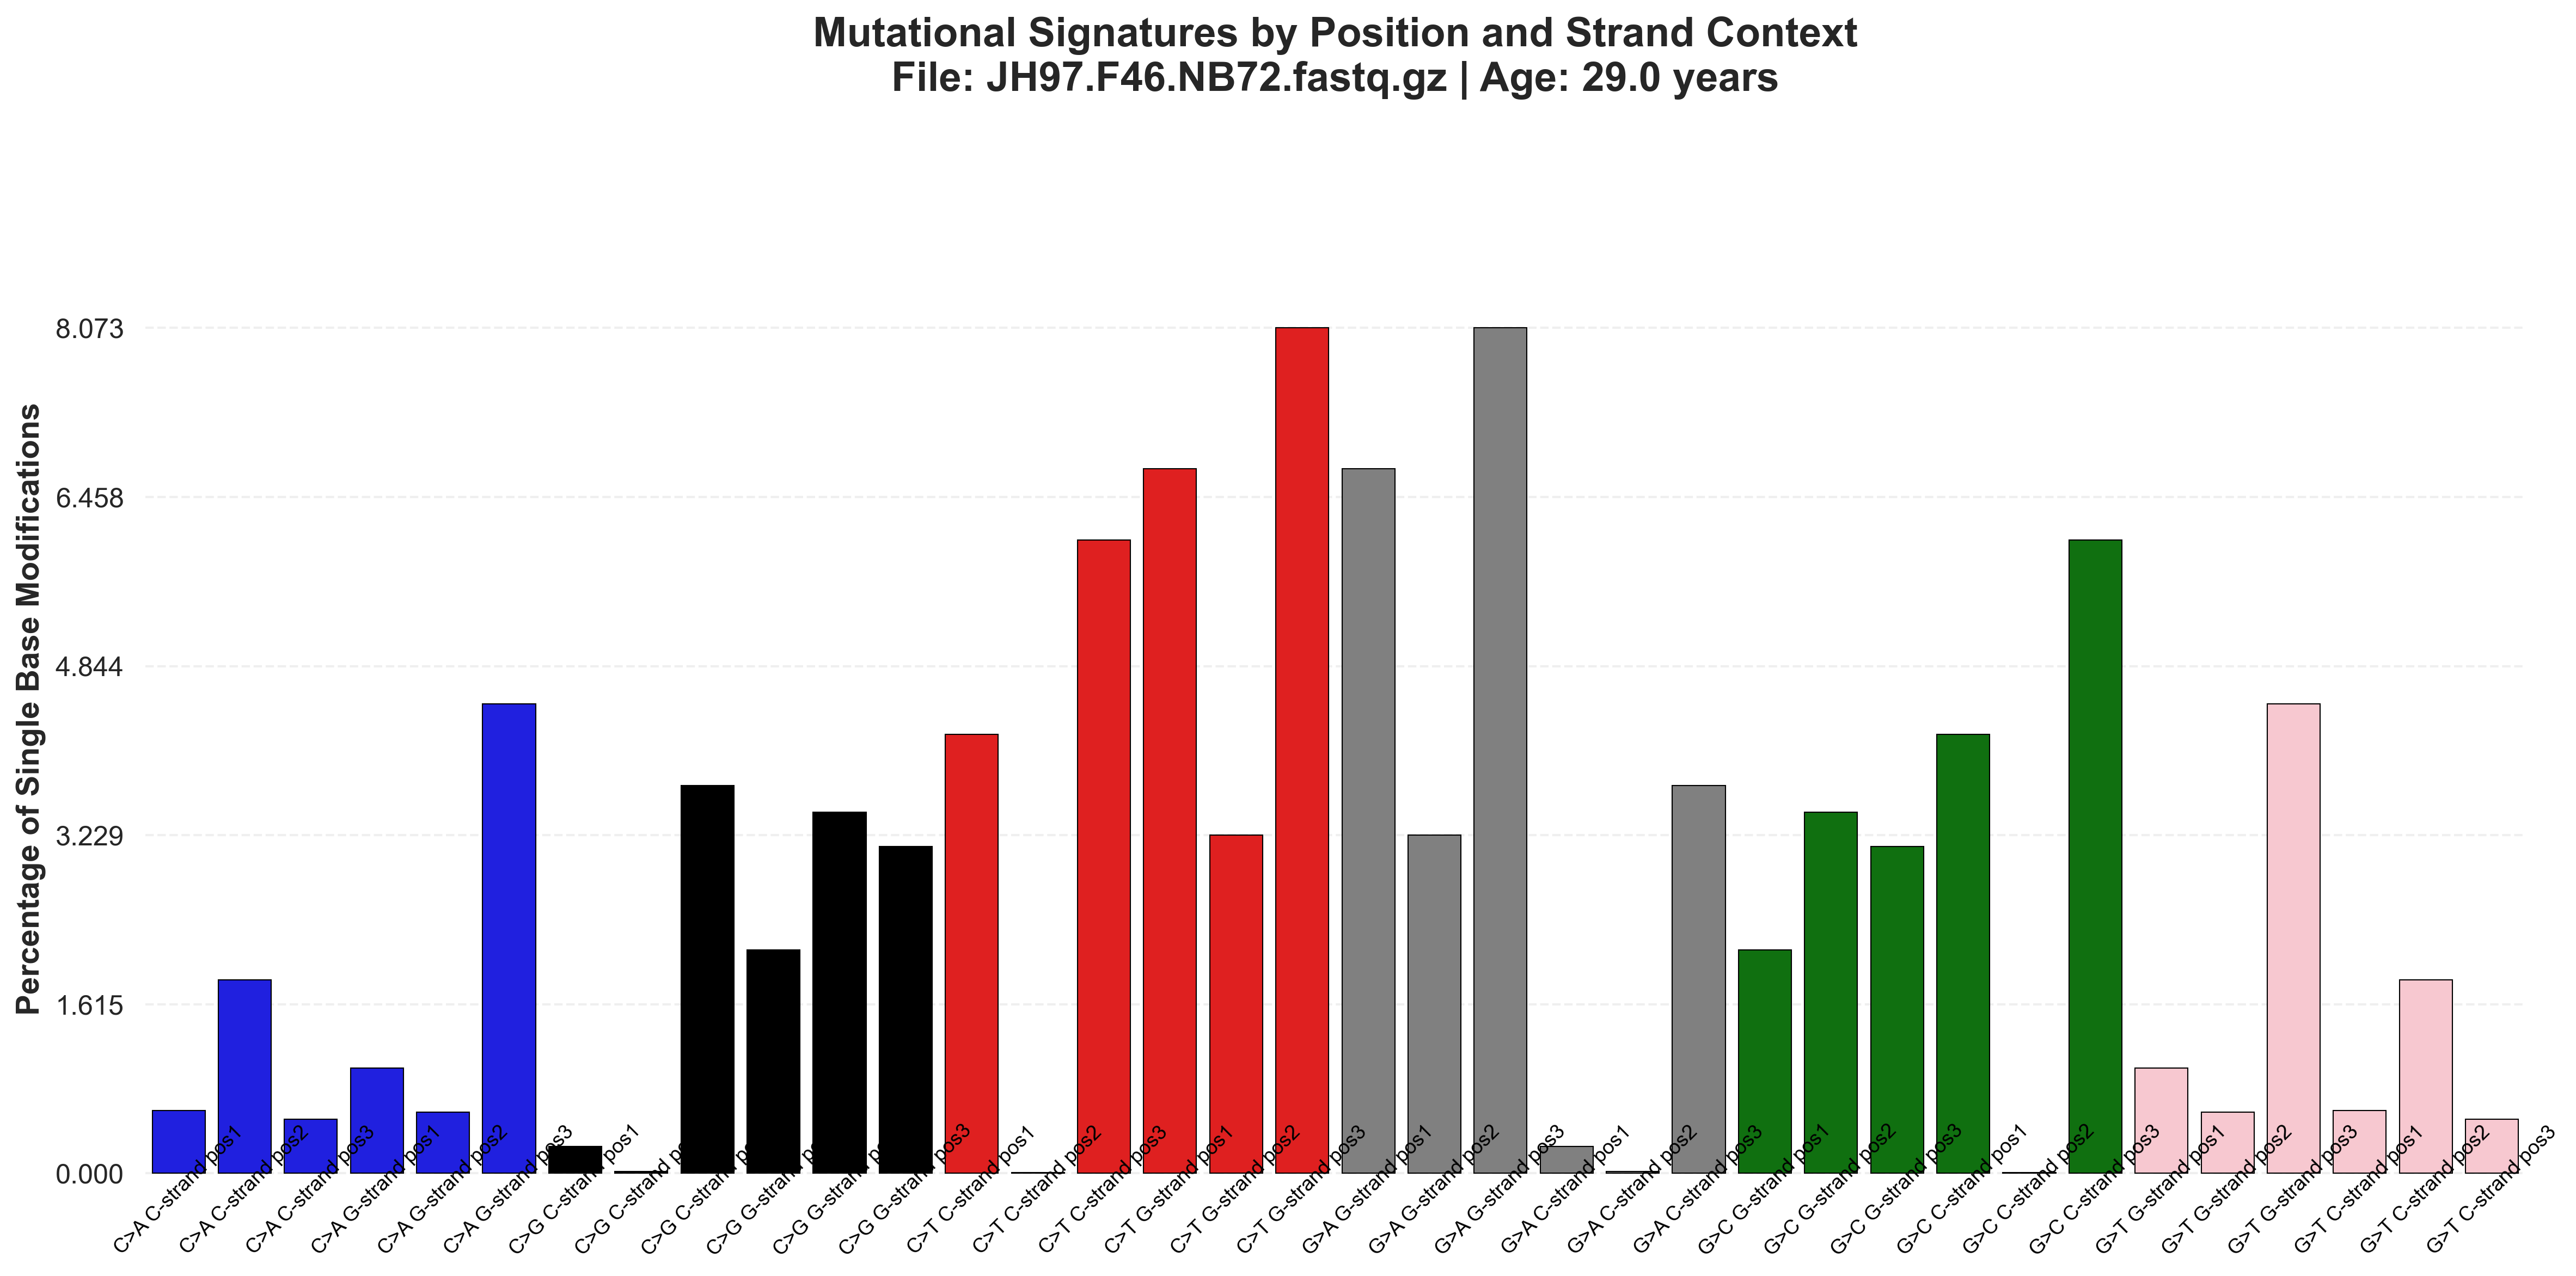 Mutational Signatures by Position and Strand Context
File: JH97.F46.NB72.fastq.gz | Age: 29.0 years
Percentage of Single Base Modifications
8.073
6.458
4.844
3.229
1.615
0.000
C>A C-strand pos1
C>A C-strand pos2
C>A C-strand pos3
C>A G-strand pos1
C>A G-strand pos2
C>A G-strand pos3
C>G C-strand pos1
C>G C-strand
C>G C-strand
C>G G-strand
C>G G-strand
C>G G-strand pos3
C>T C-strand pos1
C>T C-strand pos2
C>T C-strand pos3
C>T G-strand pos1
C>T G-strand pos2
C>T G-strand pos3
G>A G-strand pos1
G>A G-strand pos2
G>A G-strand pos3
G>A C-strand pos1
G>A C-strand pos2
G>A C-strand pos3
G>C G-strand pos1
G>C G-strand pos2
G>C G-strand pos3
G>C C-strand pos1
G>C C-strand pos2
G>C C-strand pos3
G>T G-strand pos1
G>T G-strand pos2
G>T G-strand pos3
G>T C-strand pos1
G>T C-strand pos2
G>T C-strand pos3